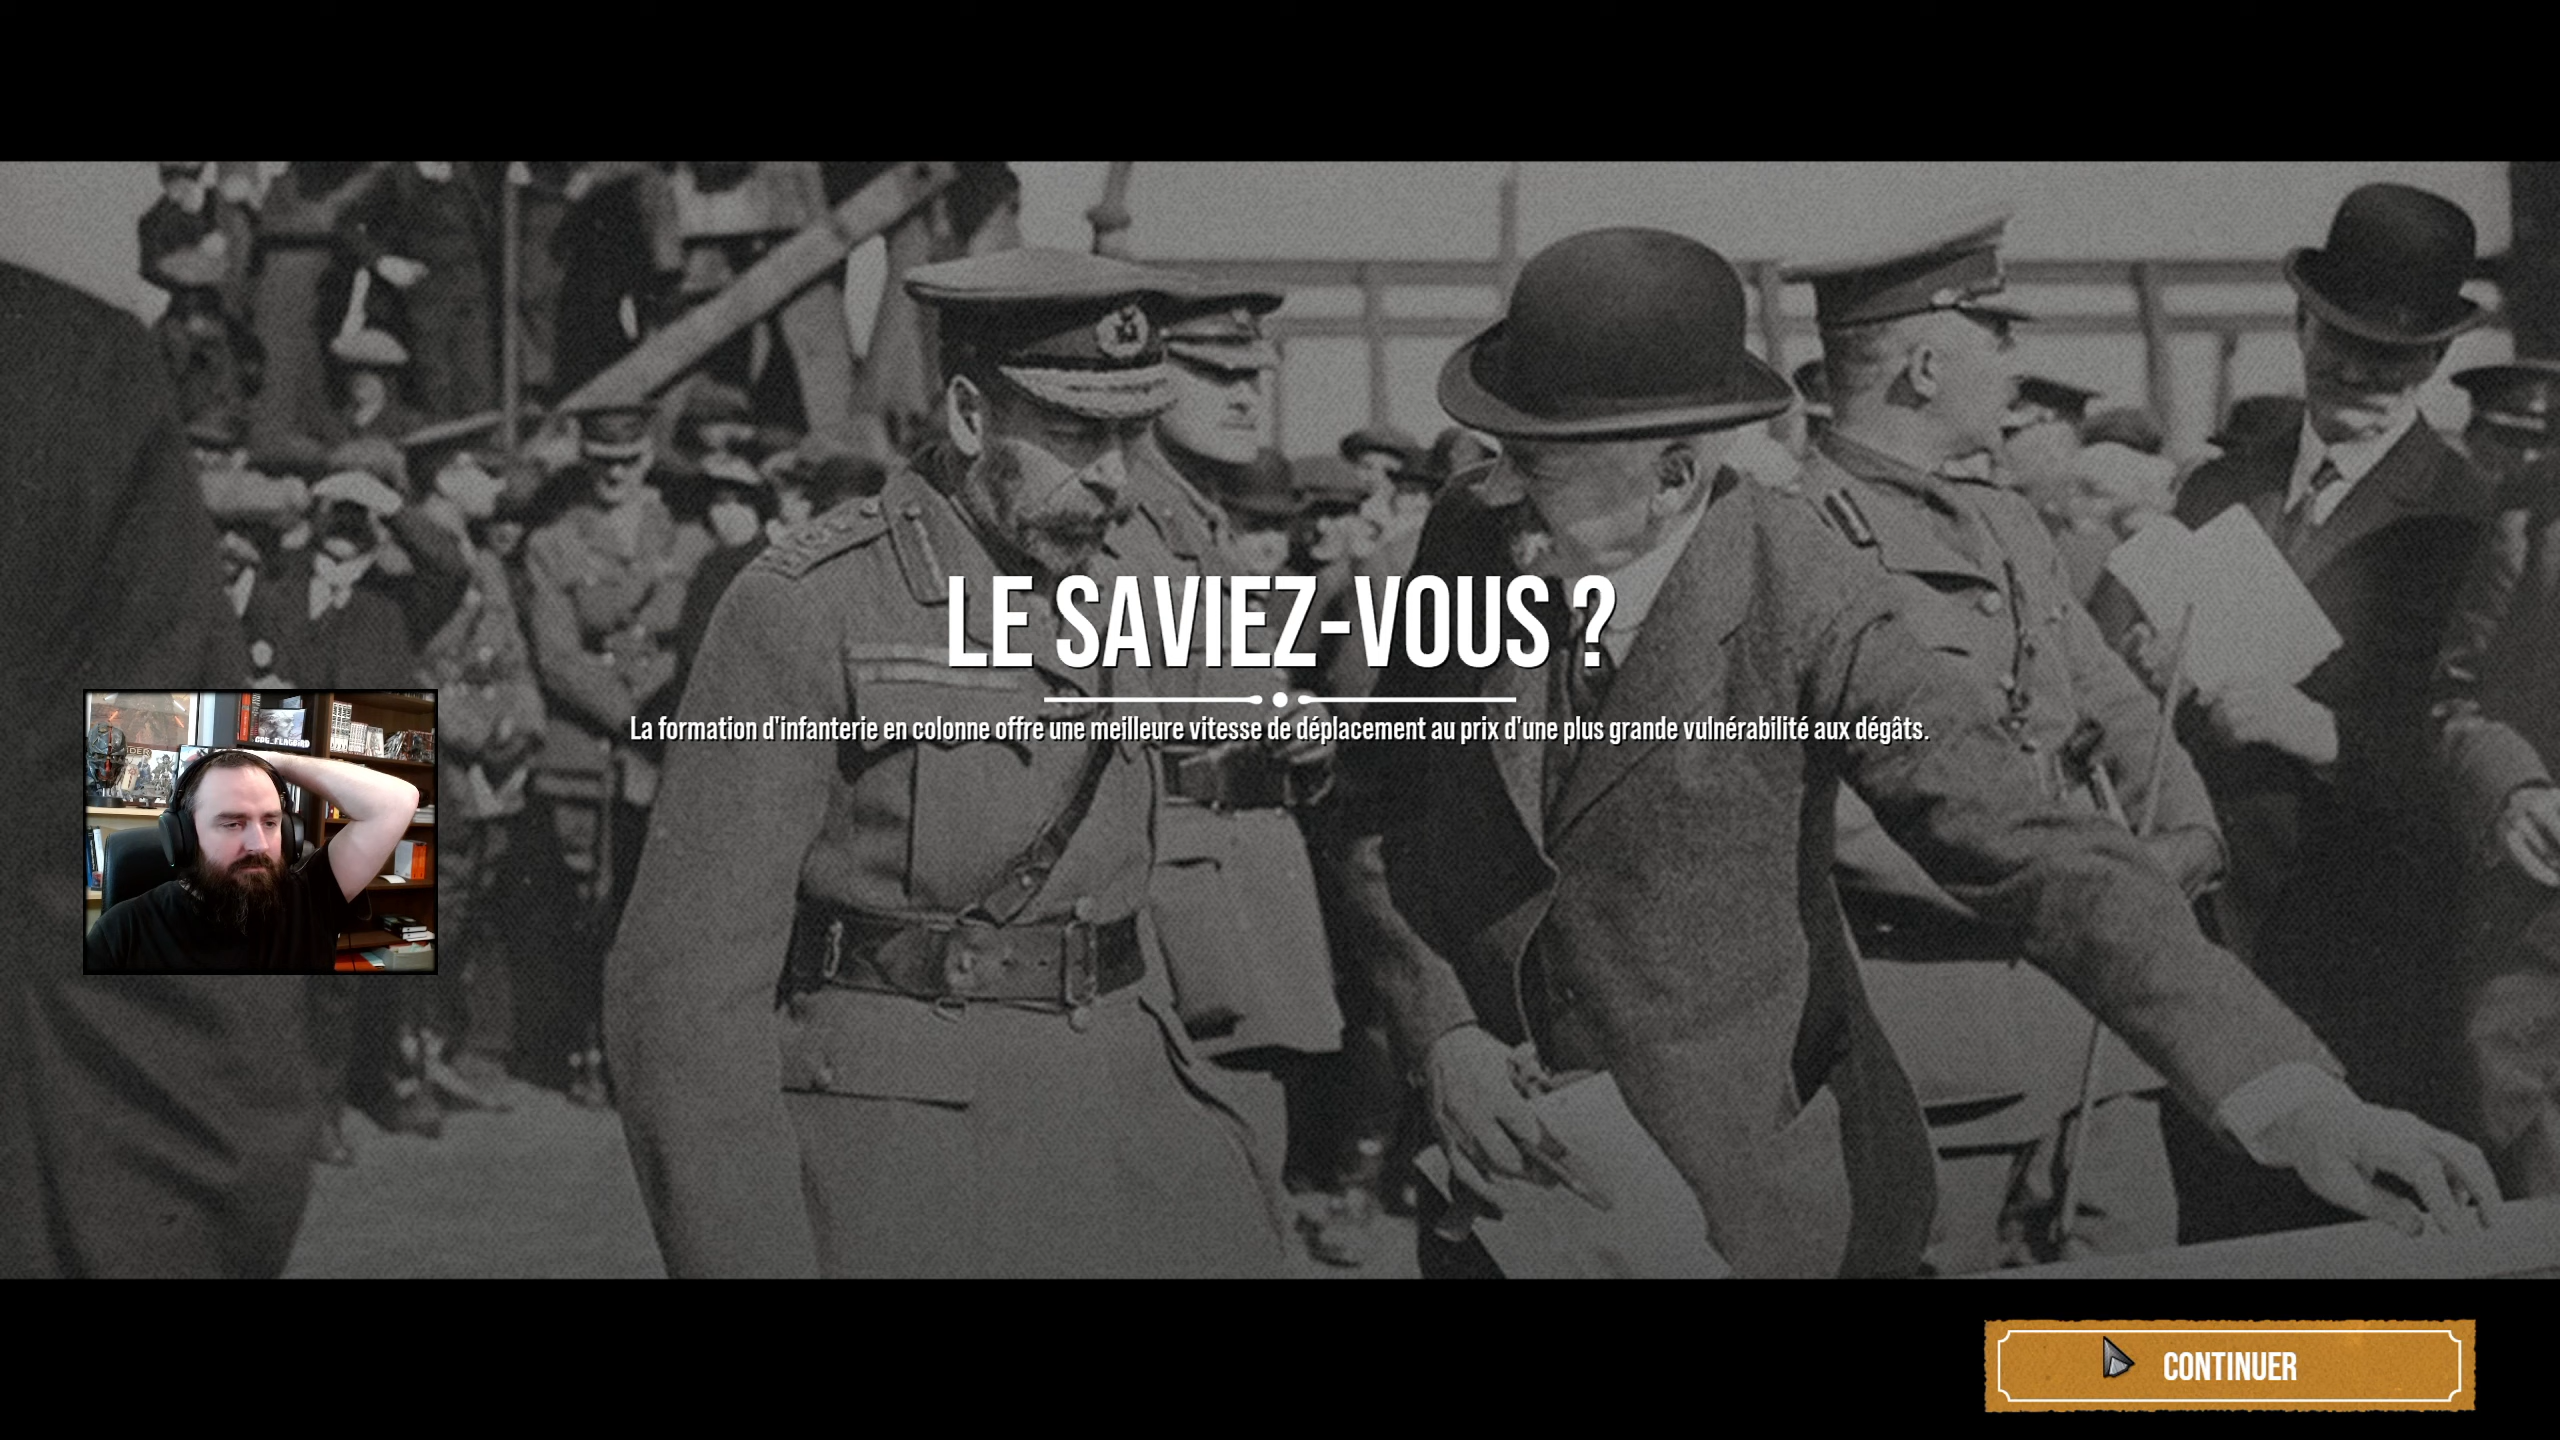 LE SAVIEZ-VOUS ?
La formation d'infanterie en colonne offre une meilleure vitesse de déplacement au prix d'une plus grande vulnérabilité aux dégâts.
CONTINUER